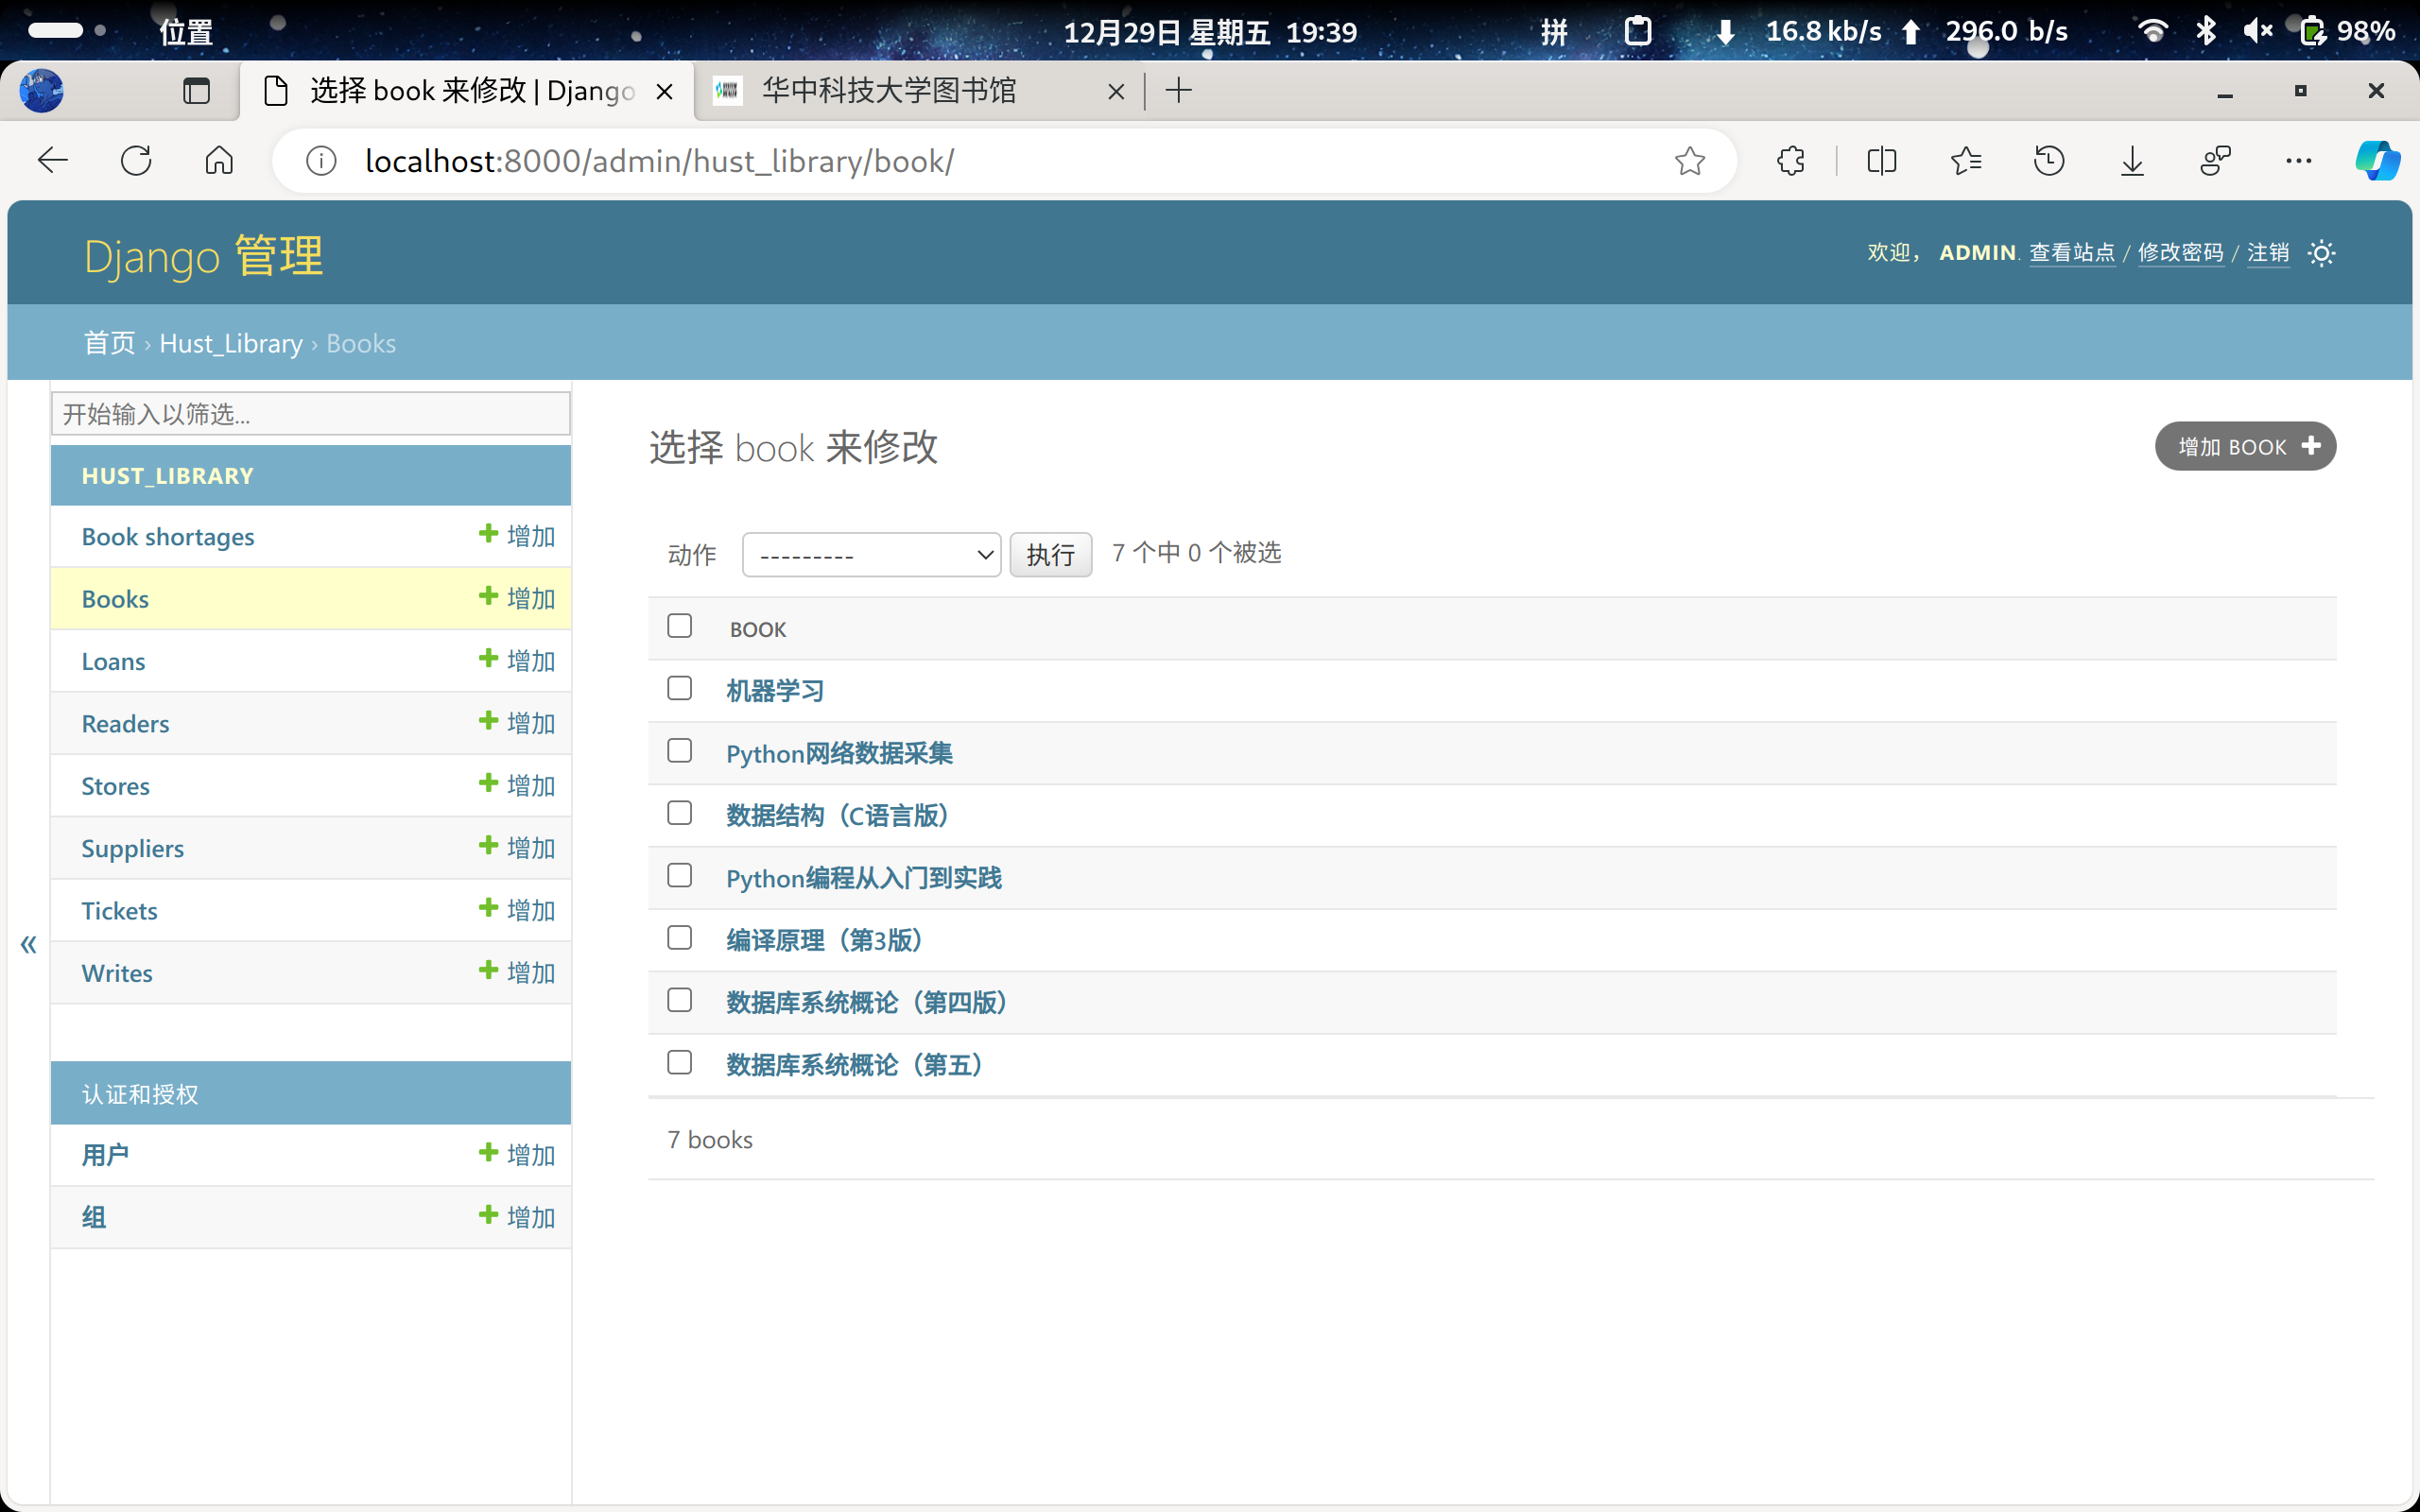 位置
12月29日 星期五 19:39
拼
16.8 kb/s 296.0 b/s
98%
选择 book 来修改 | Django
华中科技大学图书馆
localhost:8000/admin/hust_library/book/
Django 管理
欢迎， ADMIN. 查看站点 / 修改密码 / 注销
首页 › Hust_Library › Books
开始输入以筛选...
HUST_LIBRARY
Book shortages 增加
Books 增加
Loans 增加
Readers 增加
Stores 增加
Suppliers 增加
Tickets 增加
Writes 增加
«
认证和授权
用户 增加
组 增加
选择 book 来修改
增加 BOOK
动作 --------- 执行 7 个中 0 个被选
BOOK
机器学习
Python网络数据采集
数据结构（C语言版）
Python编程从入门到实践
编译原理（第3版）
数据库系统概论（第四版）
数据库系统概论（第五）
7 books